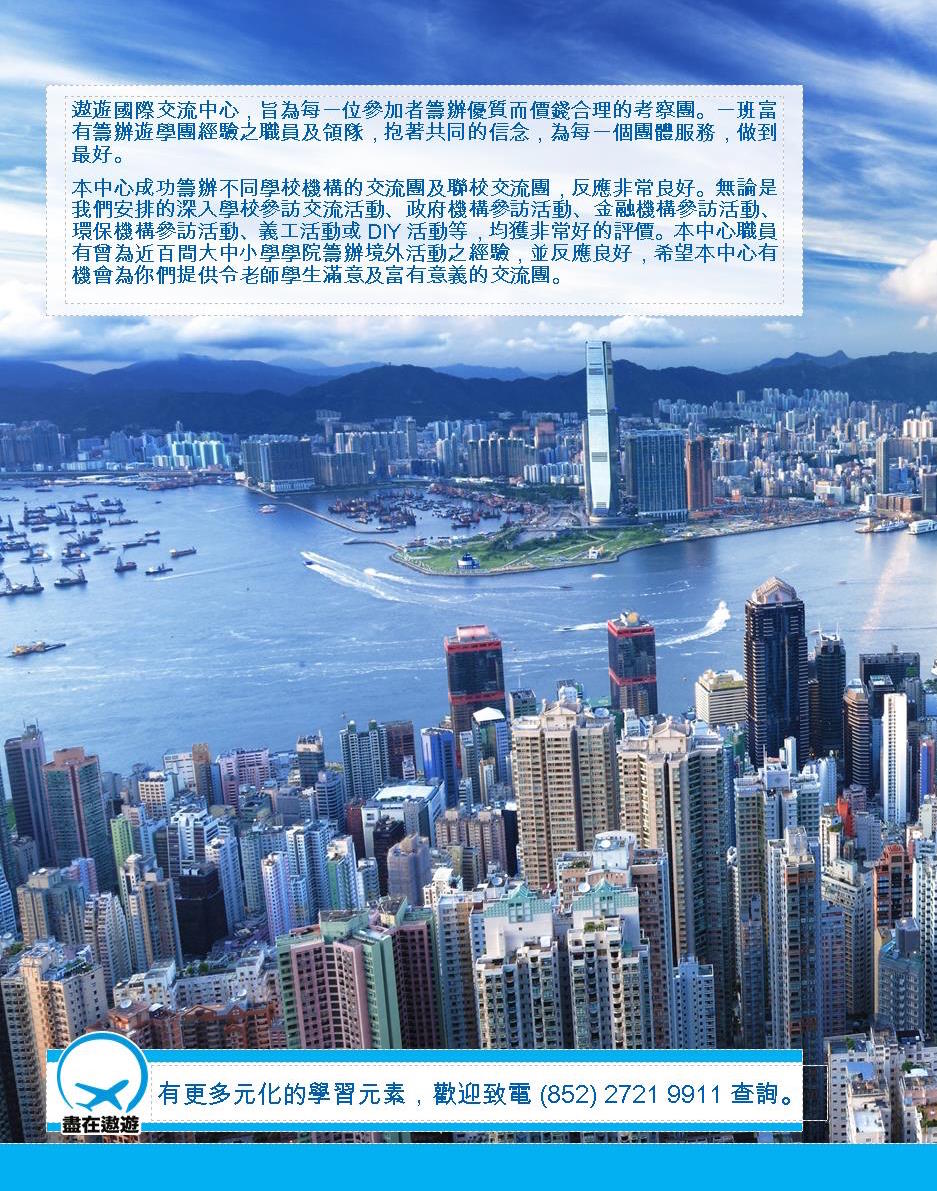 遨遊國際交流中心，旨為每一位參加者籌辦優質而價錢合理的考察團。一班富
有籌辦遊學團經驗之職員及領隊，抱著共同的信念，為每一個團體服務，做到
最好。
本中心成功籌辦不同學校機構的交流團及聯校交流團，反應非常良好。無論是
我們安排的深入學校參訪交流活動、政府機構參訪活動、金融機構參訪活動、
環保機構參訪活動、義工活動或 DIY 活動等，均獲非常好的評價。本中心職員
有曾為近百間大中小學學院籌辦境外活動之經驗，並反應良好，希望本中心有
機會為你們提供令老師學生滿意及富有意義的交流團。
有更多元化的學習元素，歡迎致電 (852) 2721 9911 查詢。
盡在遨遊